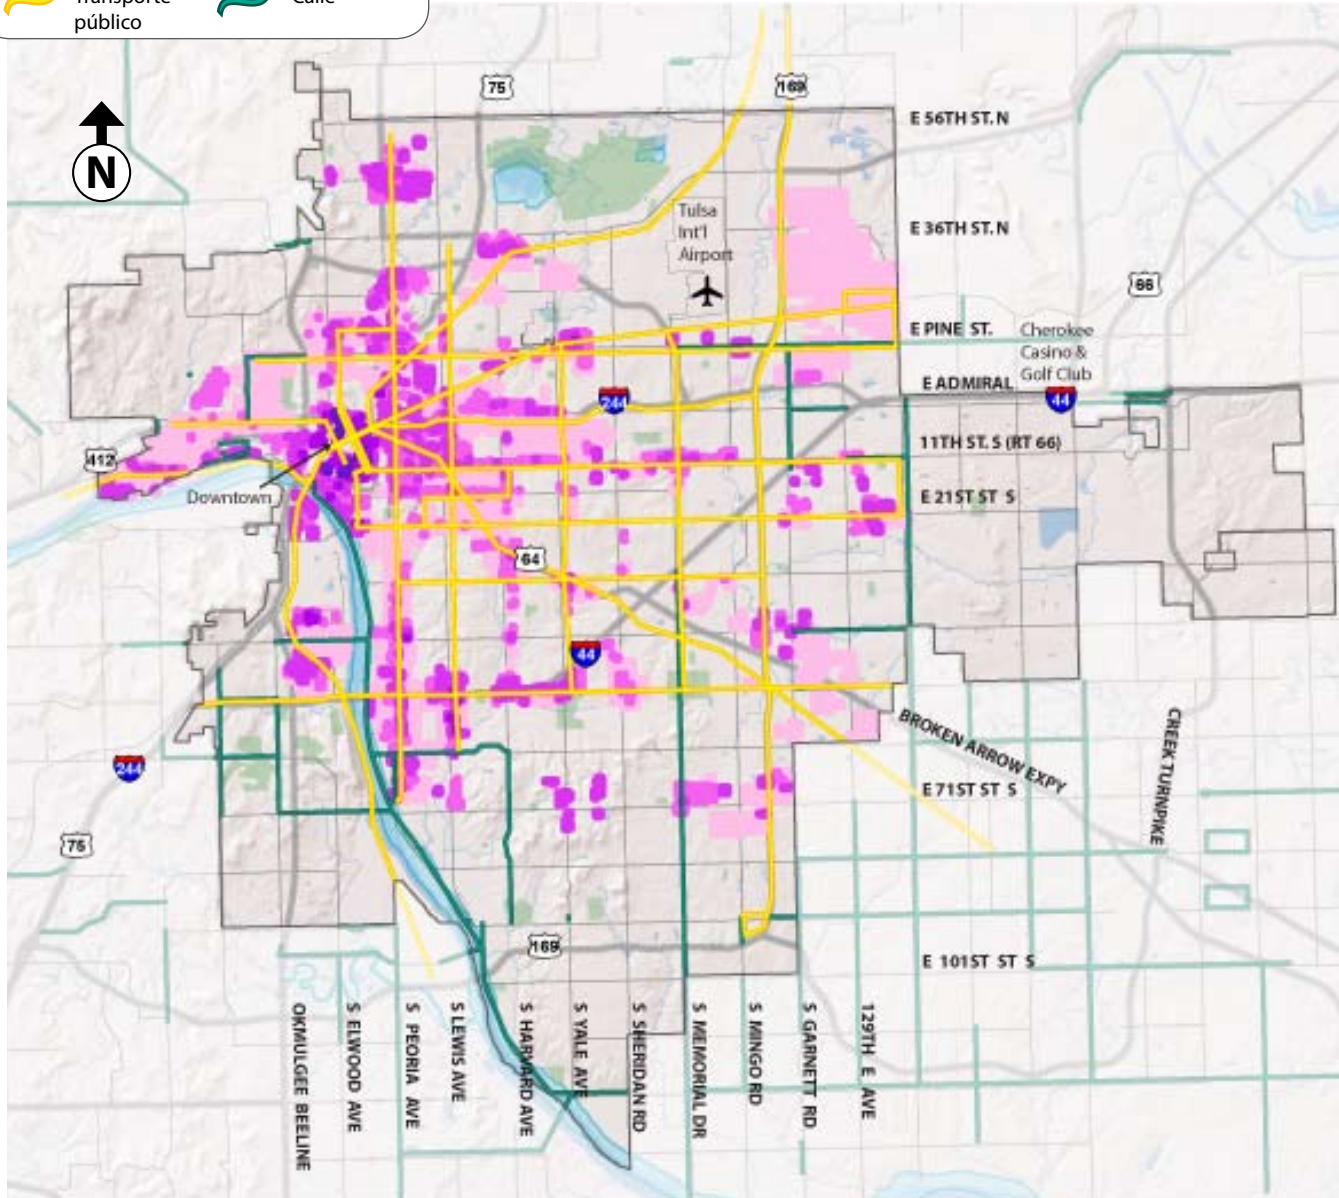 público
N
75
169
E 56TH ST. N
Tulsa
Int'l
Airport
E 36TH ST. N
66
E PINE ST.
Cherokee
Casino &
Golf Club
E ADMIRAL
244
44
11TH ST. S (RT 66)
412
Downtown
E 21ST ST S
64
44
BROKEN ARROW EXPY
CREEK TURNPIKE
244
E 71ST ST S
75
169
E 101ST ST S
OKMULGEE BEELINE
S ELWOOD AVE
S PEORIA AVE
S LEWIS AVE
S HARVARD AVE
S YALE AVE
S SHERIDAN RD
S MEMORIAL DR
S MINGO RD
S GARNETT RD
129TH E AVE